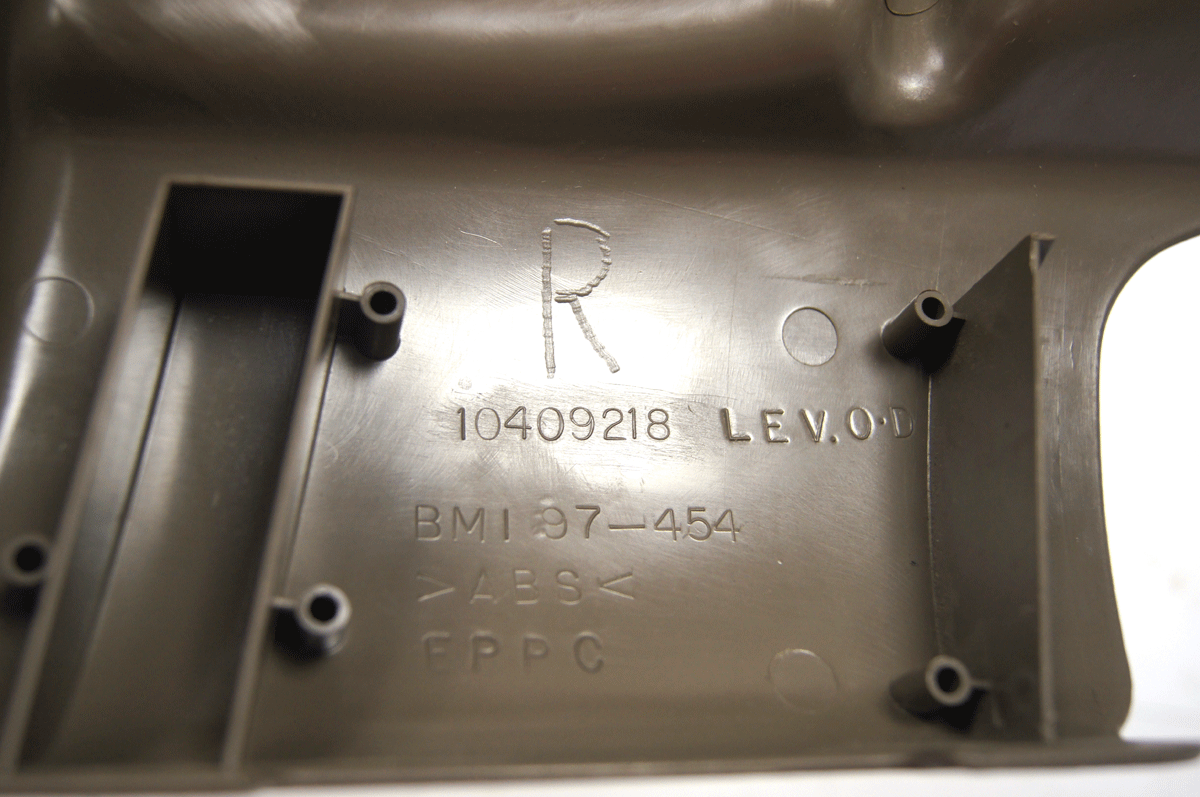 R
10409218 LEV.O.D
BMI 97-454
>ABS<
EPPC